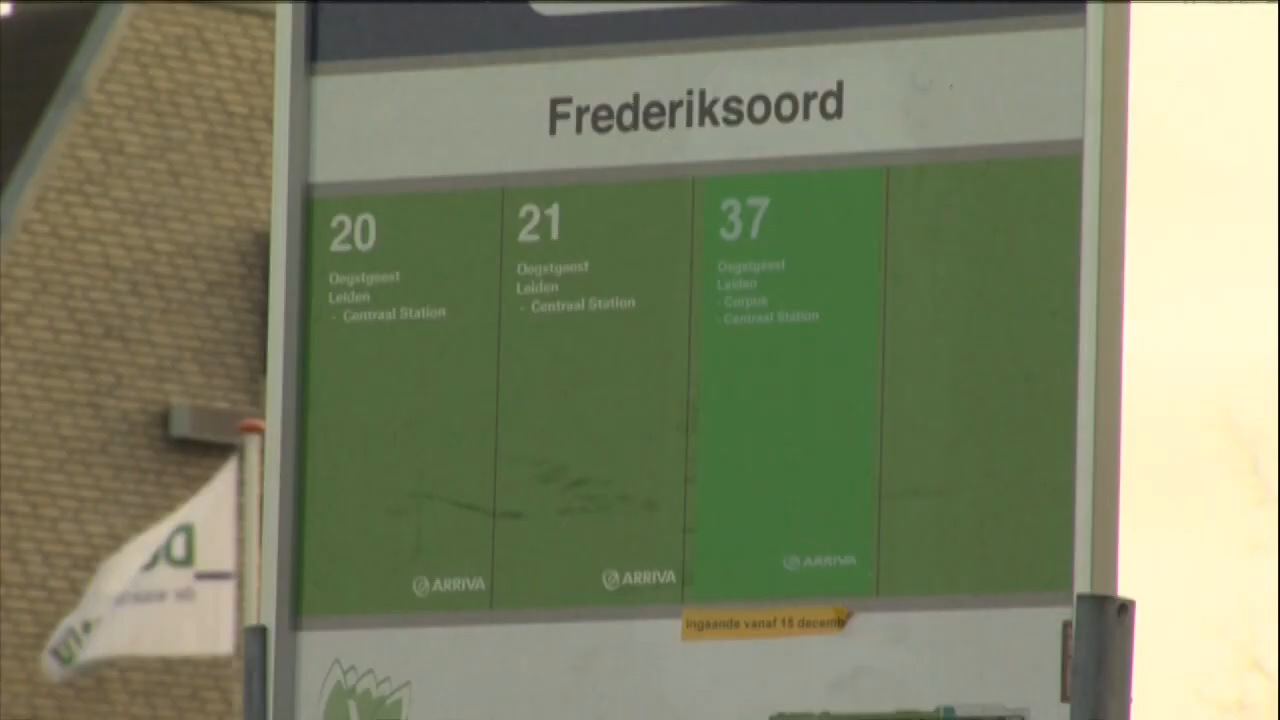 Frederiksoord
20
Oegstgeest
Leiden
- Centraal Station
ARRIVA
21
Oegstgeest
Leiden
- Centraal Station
ARRIVA
37
Oegstgeest
Leiden
- Corpus
- Centraal Station
ARRIVA
Ingaande vanaf 15 decemb